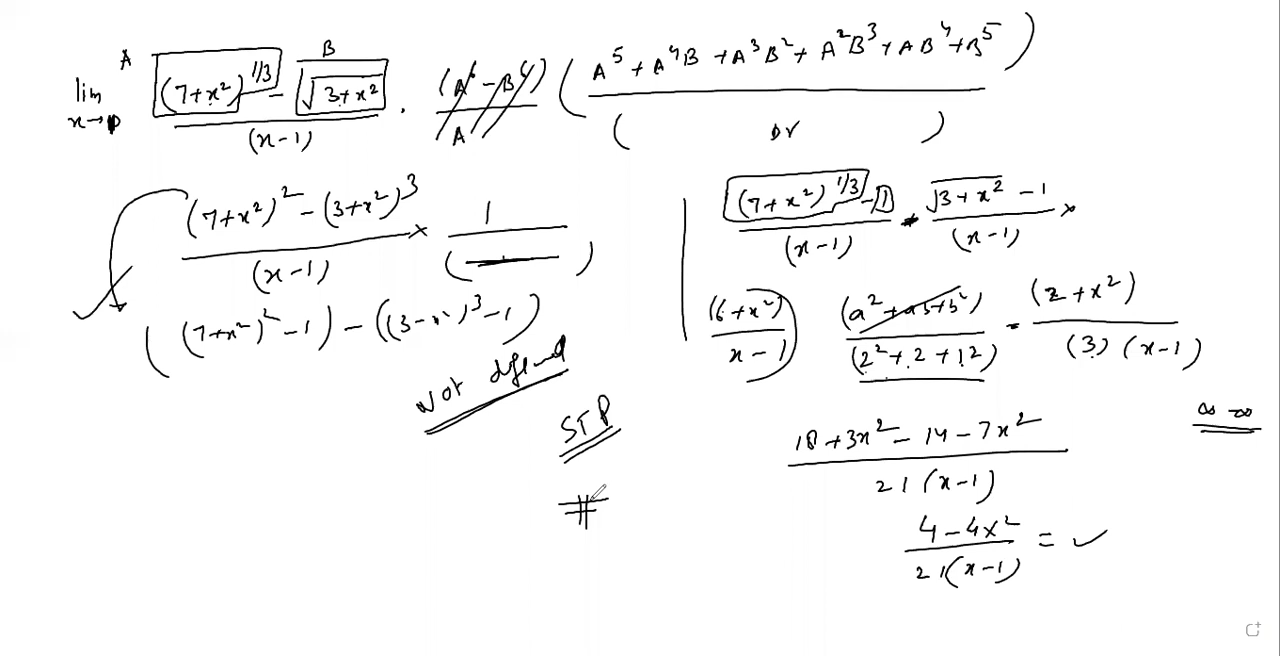 lim x→1 A (7+x²)^1/3 − B √3+x² / (x−1) . (A⁶−B⁶) / A ( A⁵+A⁴B+A³B²+A²B³+AB⁴+B⁵ ) / ( Dr )
(7+x²)² − (3+x²)³ / (x−1) × 1 / ( )
((7+x²)²−1) − ((3−x²)³−1)
Not defined
STP
#
(7+x²)^1/3 − 1 / (x−1) √3+x² − 1 / (x−1) ×
(6+x²) / x−1 (a²+ab+b²) / (2²+2+12) = (2+x²) / (3)(x−1)
∞−∞
18+3x²−14−7x² / 21(x−1)
4−4x² / 21(x−1) = ✓